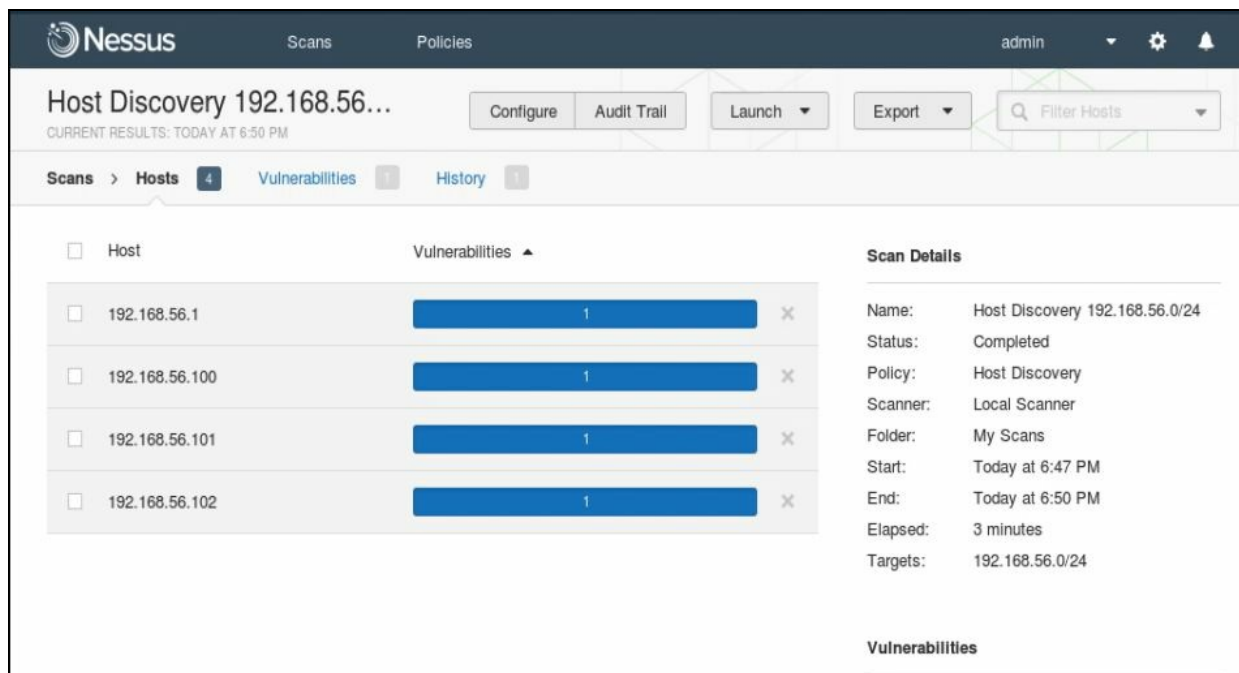 Nessus Scans Policies admin
Host Discovery 192.168.56...
CURRENT RESULTS: TODAY AT 6:50 PM
Configure Audit Trail Launch Export Filter Hosts
Scans > Hosts 4 Vulnerabilities 1 History 1
Host Vulnerabilities
192.168.56.1 1
192.168.56.100 1
192.168.56.101 1
192.168.56.102 1
Scan Details
Name: Host Discovery 192.168.56.0/24
Status: Completed
Policy: Host Discovery
Scanner: Local Scanner
Folder: My Scans
Start: Today at 6:47 PM
End: Today at 6:50 PM
Elapsed: 3 minutes
Targets: 192.168.56.0/24
Vulnerabilities